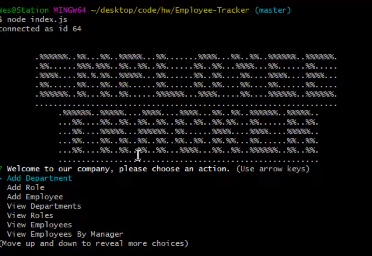 es@Station MINGW64 ~/desktop/code/hw/Employee-Tracker (master)
$ node index.js
connected as id 64
EMPLOYEE
TRACKER
? Welcome to our company, please choose an action. (Use arrow keys)
> Add Department
Add Role
Add Employee
View Departments
View Roles
View Employees
View Employees By Manager
(Move up and down to reveal more choices)